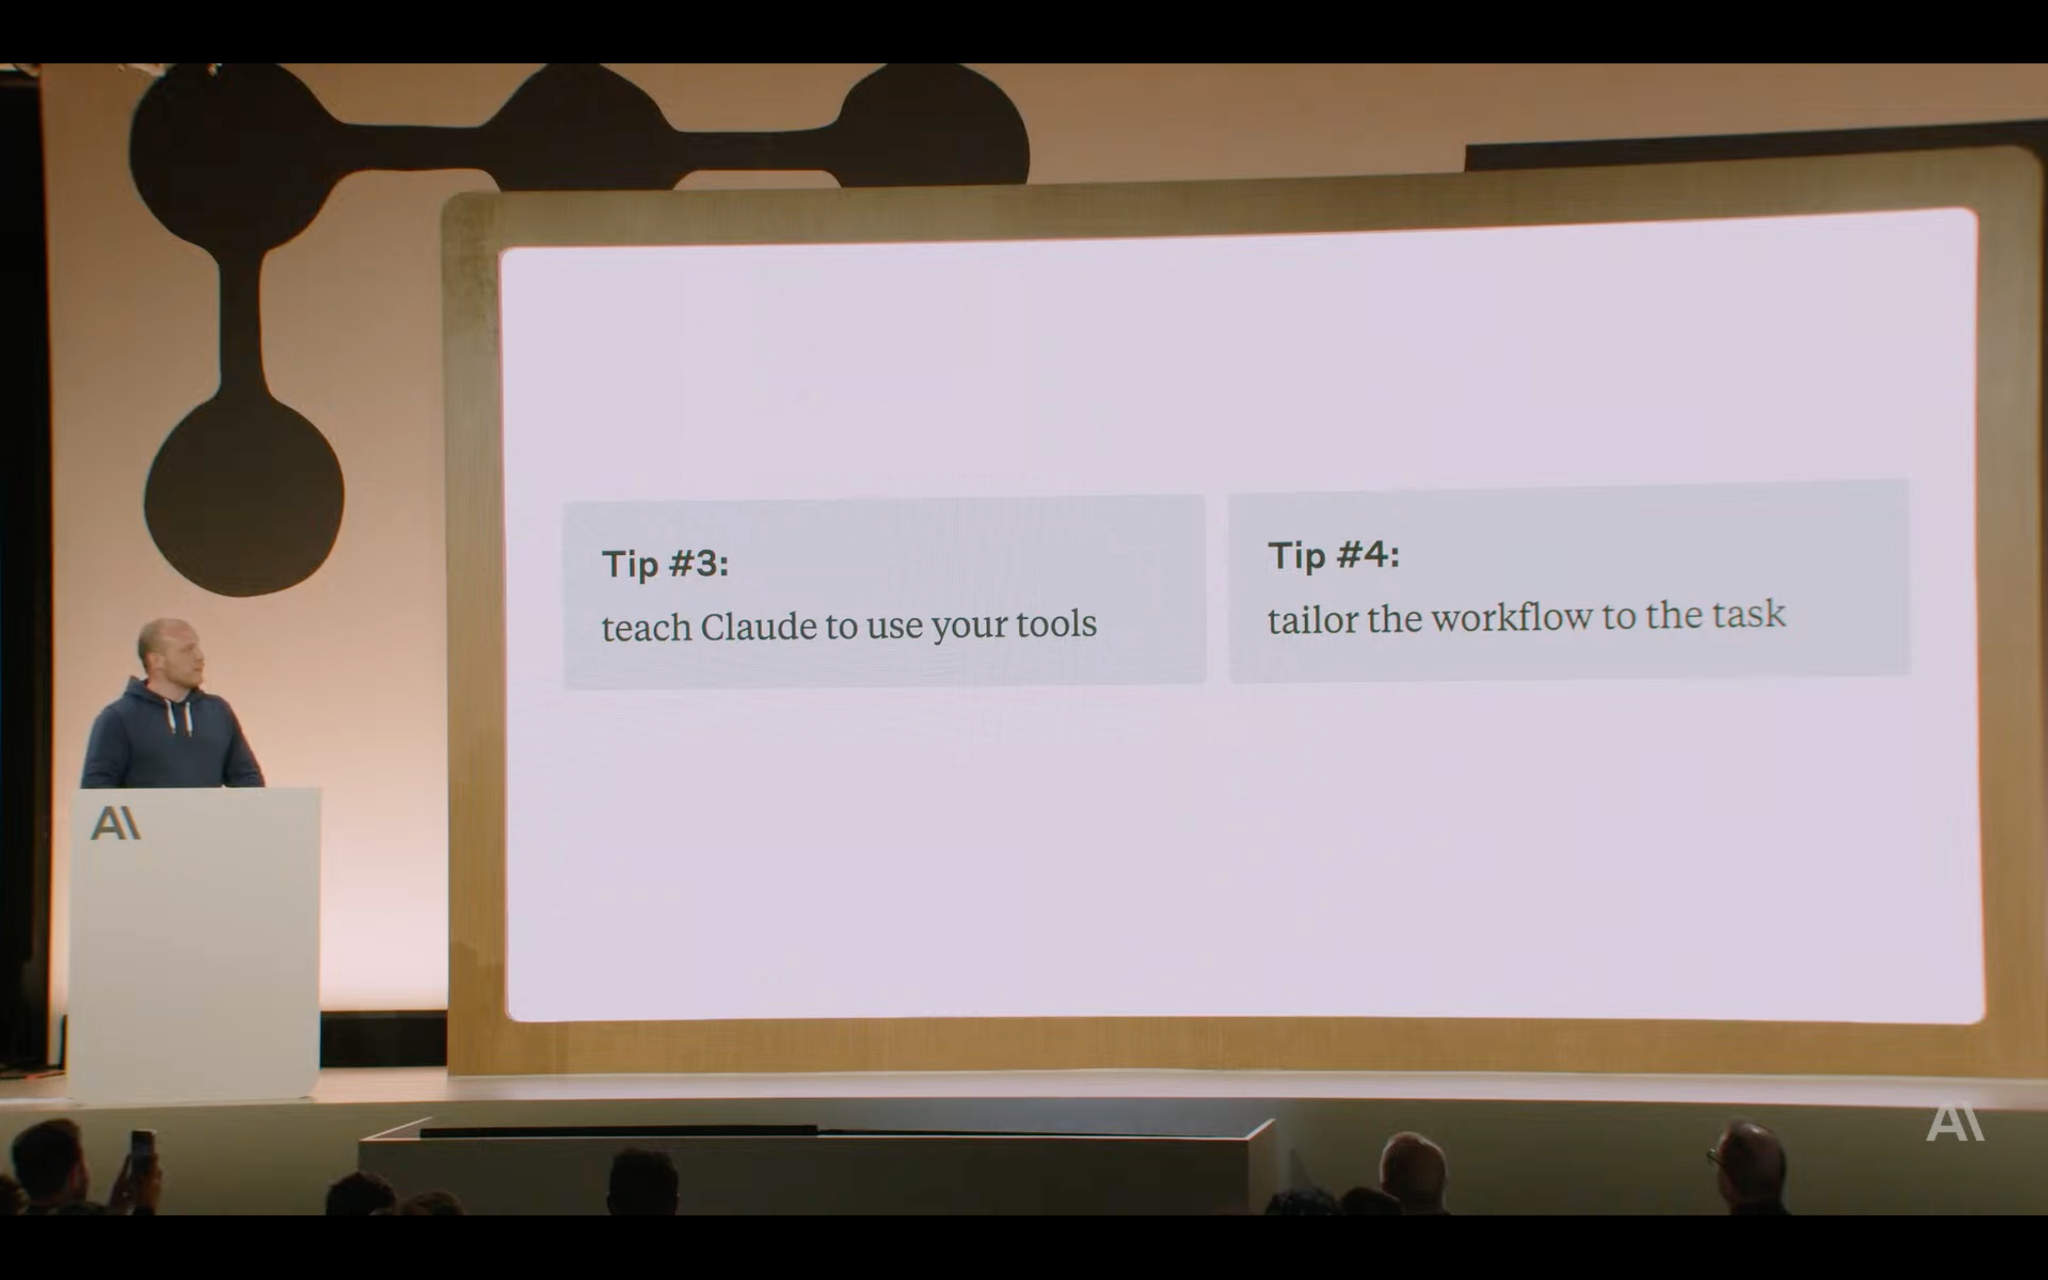 Tip #3:
teach Claude to use your tools
Tip #4:
tailor the workflow to the task
A\
A\